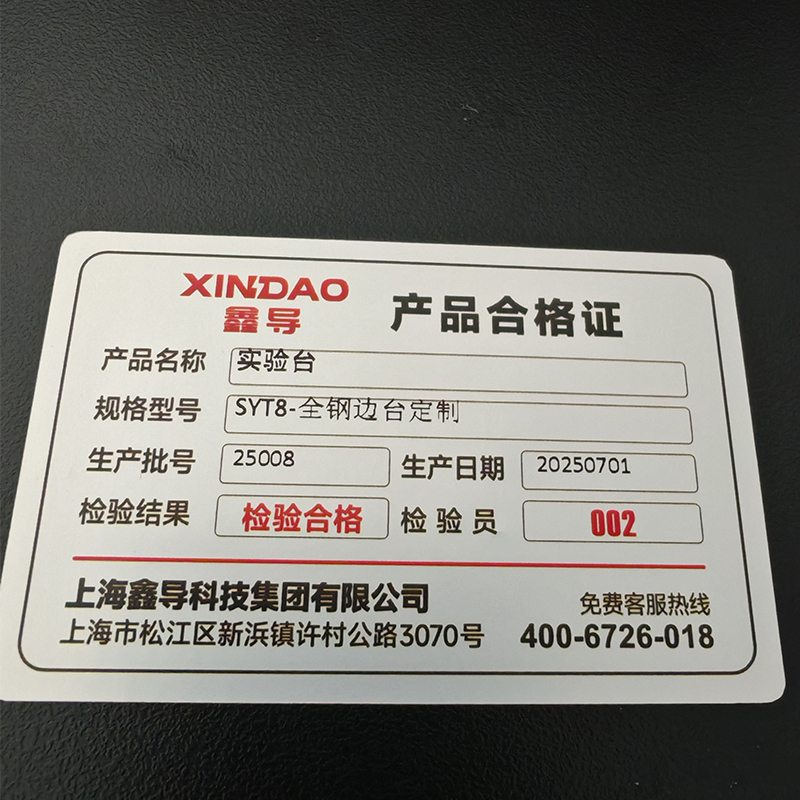 XINDAO
鑫导
产品合格证
产品名称 实验台
规格型号 SYT8-全钢边台定制
生产批号 25008 生产日期 20250701
检验结果 检验合格 检验员 002
上海鑫导科技集团有限公司 免费客服热线
上海市松江区新浜镇许村公路3070号 400-6726-018